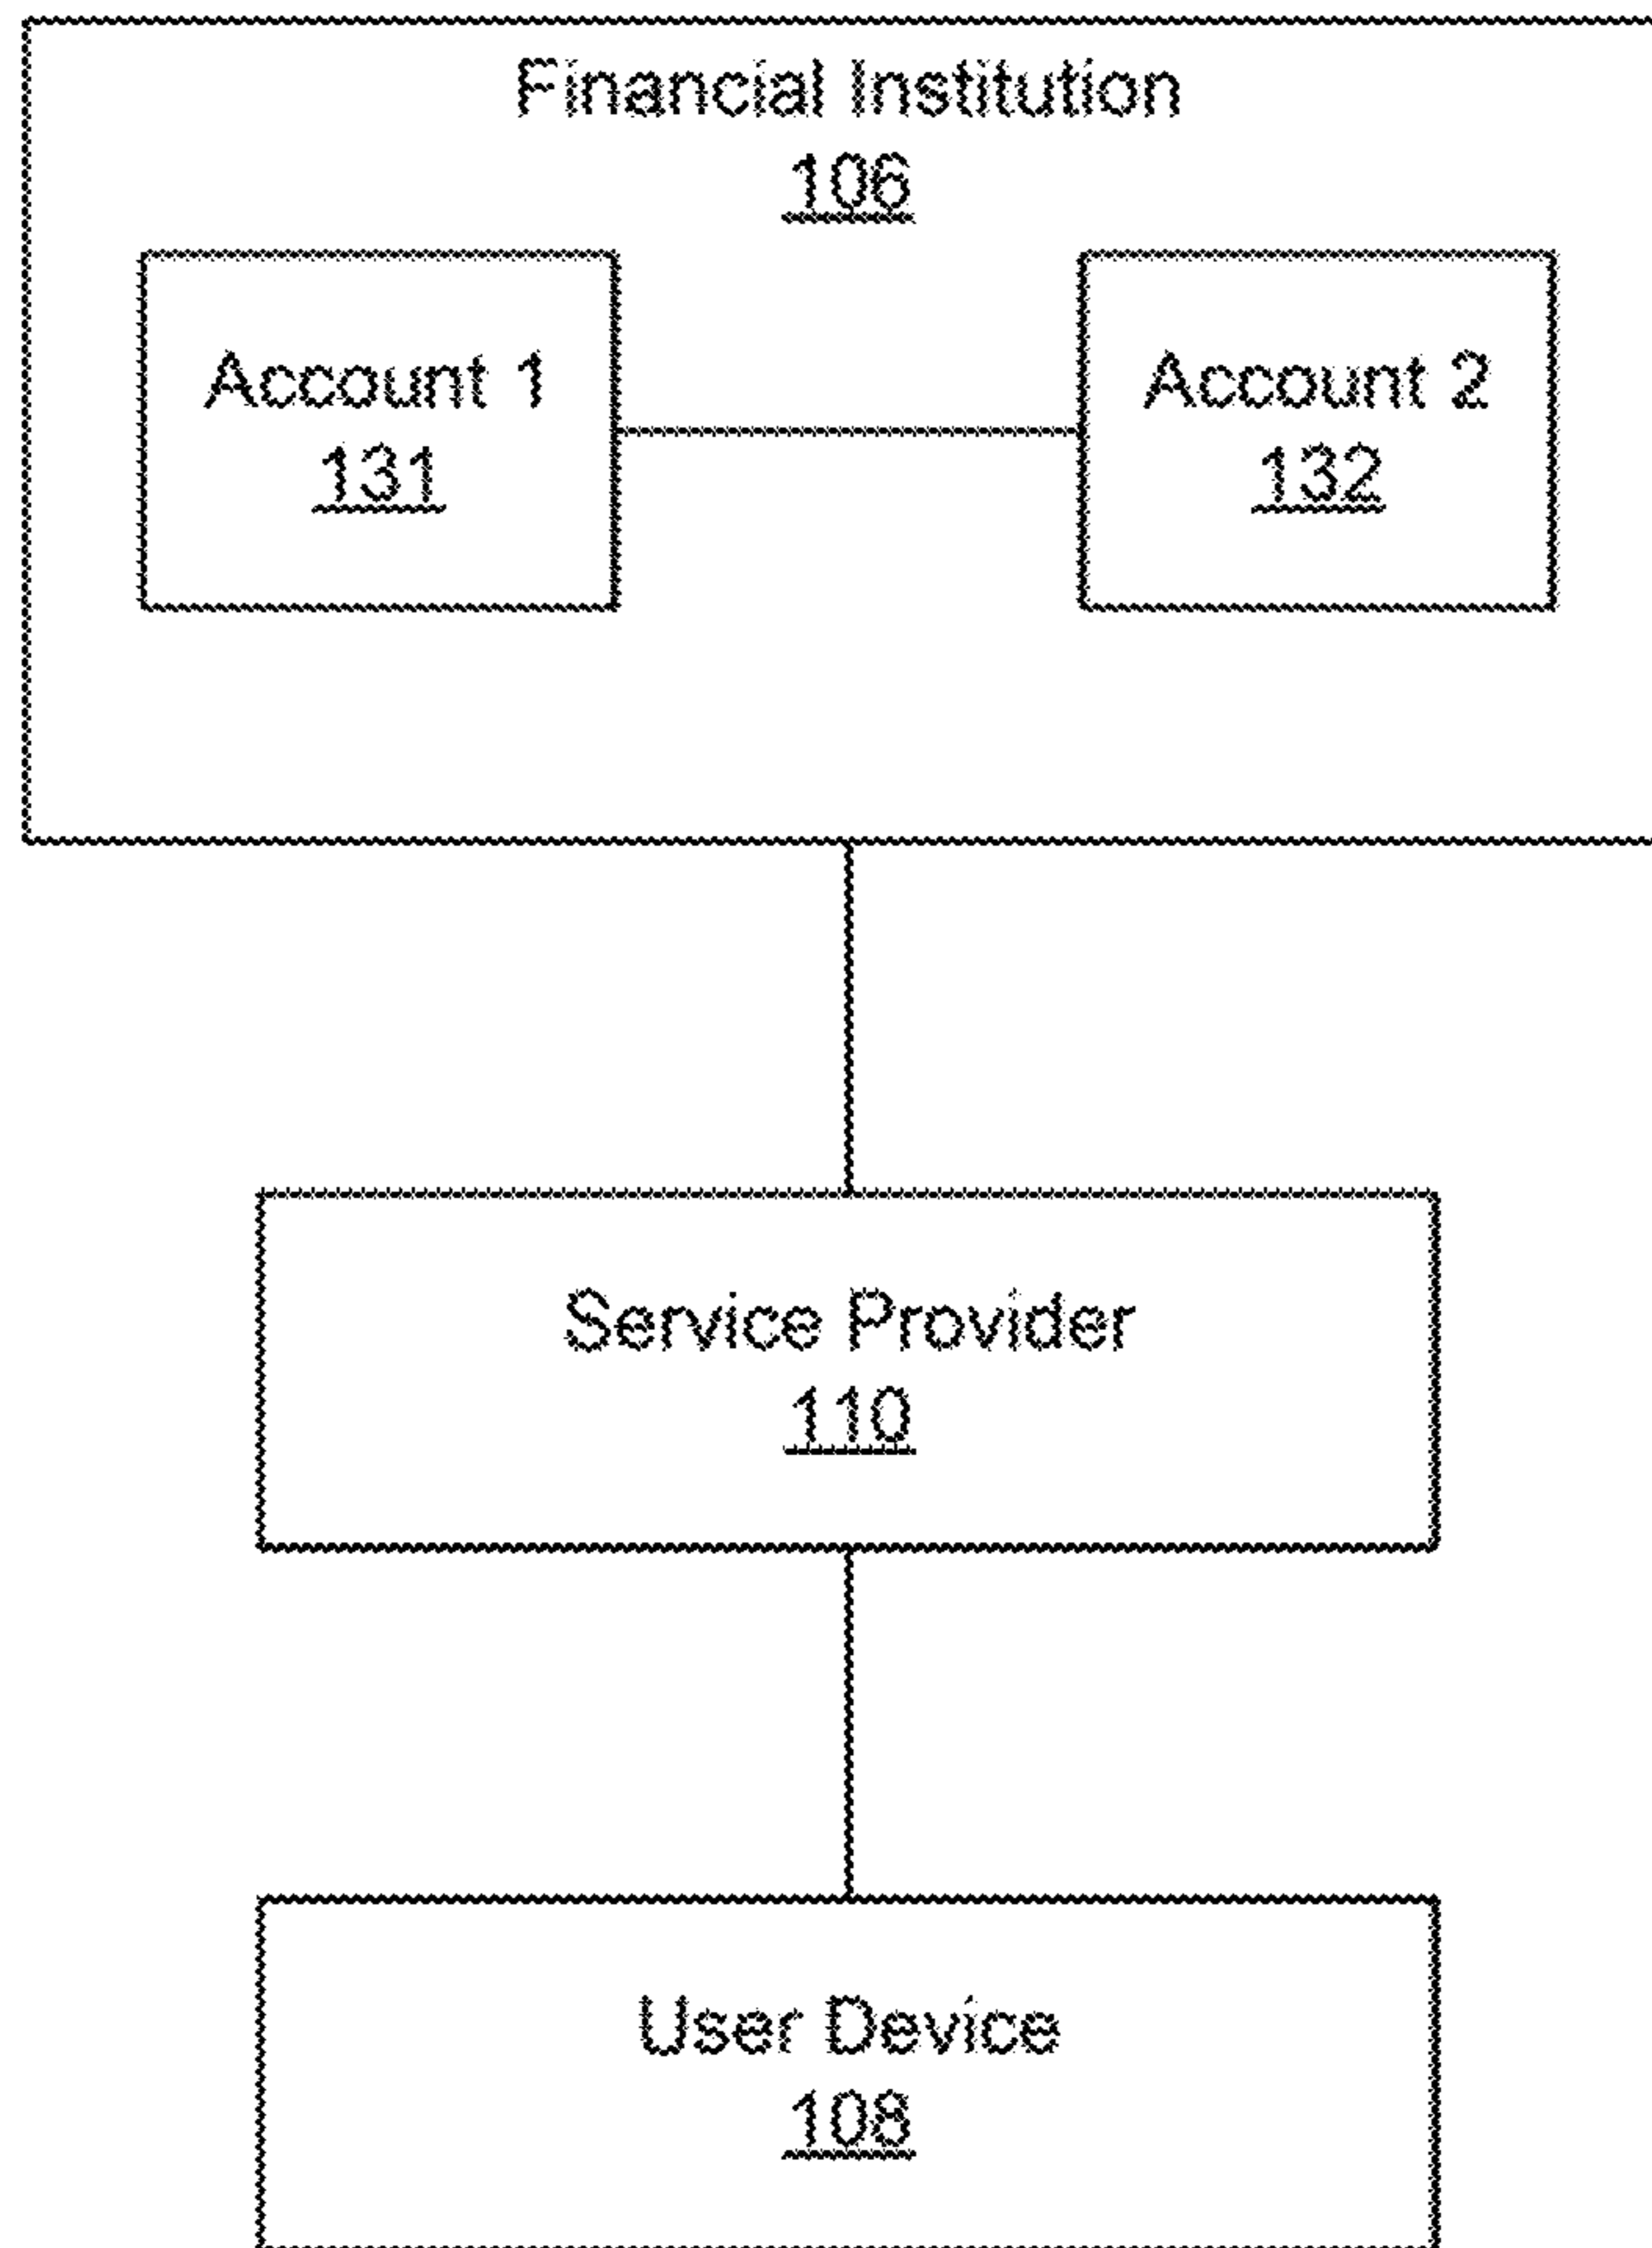 Financial Institution
106
Account 1
131
Account 2
132
Service Provider
110
User Device
108